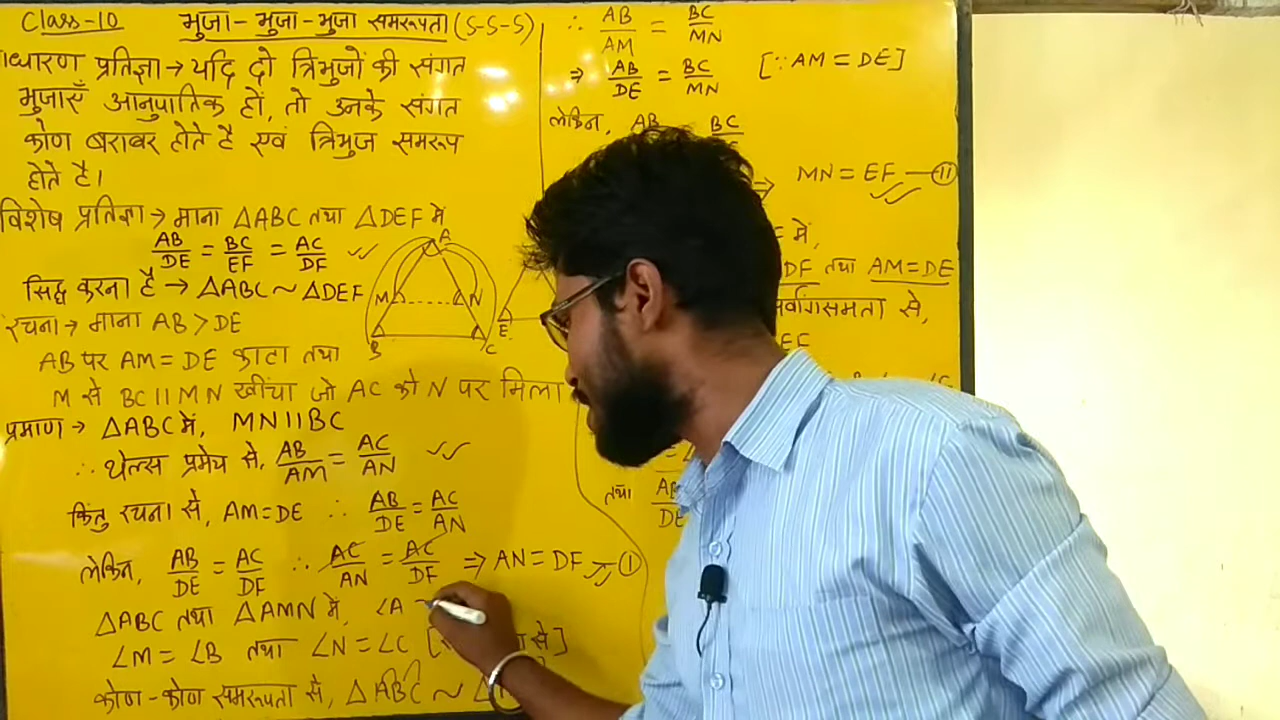 Class-10 भुजा-भुजा-भुजा समरूपता (S-S-S)
साधारण प्रतिज्ञा → यदि दो त्रिभुजों की संगत
भुजाएँ आनुपातिक हों, तो उनके संगत
कोण बराबर होते है एवं त्रिभुज समरूप
होते है।
विशेष प्रतिज्ञा → माना △ABC तथा △DEF में
AB/DE = BC/EF = AC/DF
सिद्ध करना है → △ABC ~ △DEF
रचना → माना AB > DE
AB पर AM = DE काटा तथा
M से BC || MN खींचा जो AC को N पर मिला
प्रमाण → △ABC में, MN || BC
∴ थेल्स प्रमेय से, AB/AM = AC/AN
किंतु रचना से, AM = DE ∴ AB/DE = AC/AN
लेकिन, AB/DE = AC/DF ∴ AC/AN = AC/DF ⇒ AN = DF — (I)
△ABC तथा △AMN में, ∠A
∠M = ∠B तथा ∠N = ∠C
कोण-कोण समरूपता से, △ABC ~ △
A
M N
B C
E
∴ AB/AM = BC/MN
⇒ AB/DE = BC/MN [∵ AM = DE]
लेकिन, AB BC
⇒ MN = EF — (II)
में,
DF तथा AM = DE
सर्वांगसमता से,
EF
तथा AB/DE